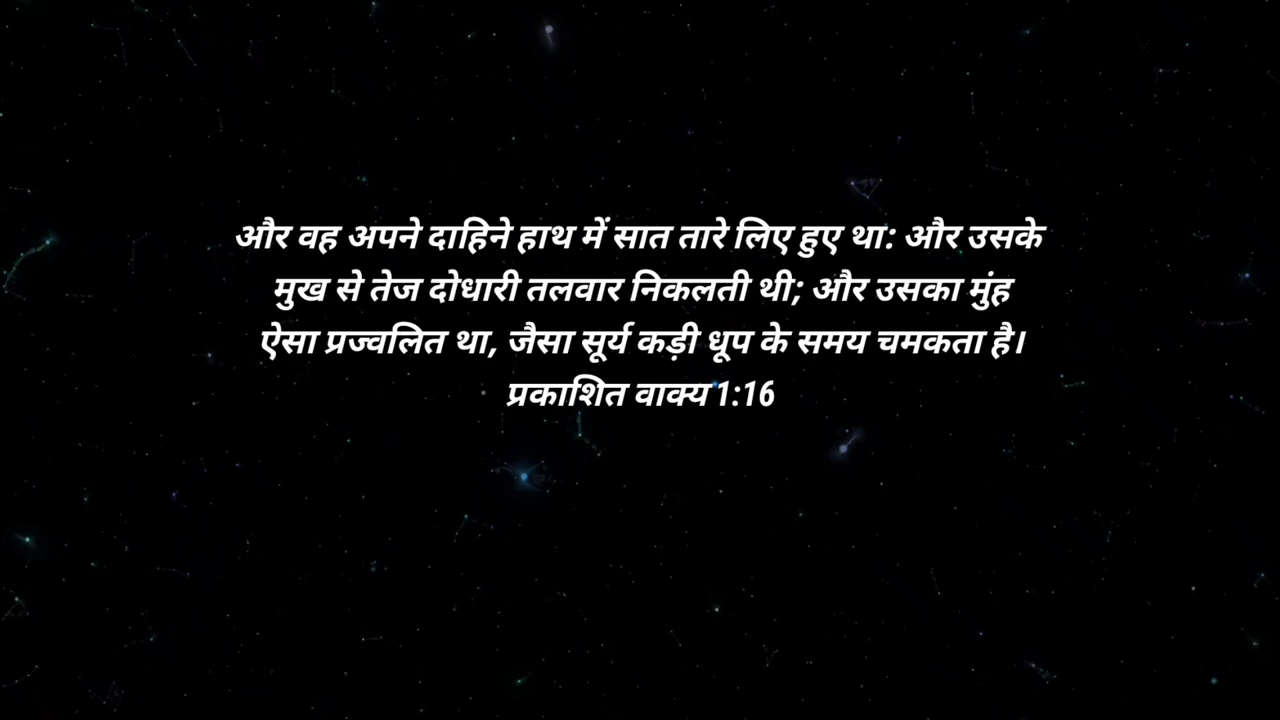 और वह अपने दाहिने हाथ में सात तारे लिए हुए था: और उसके
मुख से तेज दोधारी तलवार निकलती थी; और उसका मुंह
ऐसा प्रज्वलित था, जैसा सूर्य कड़ी धूप के समय चमकता है।
प्रकाशित वाक्य 1:16